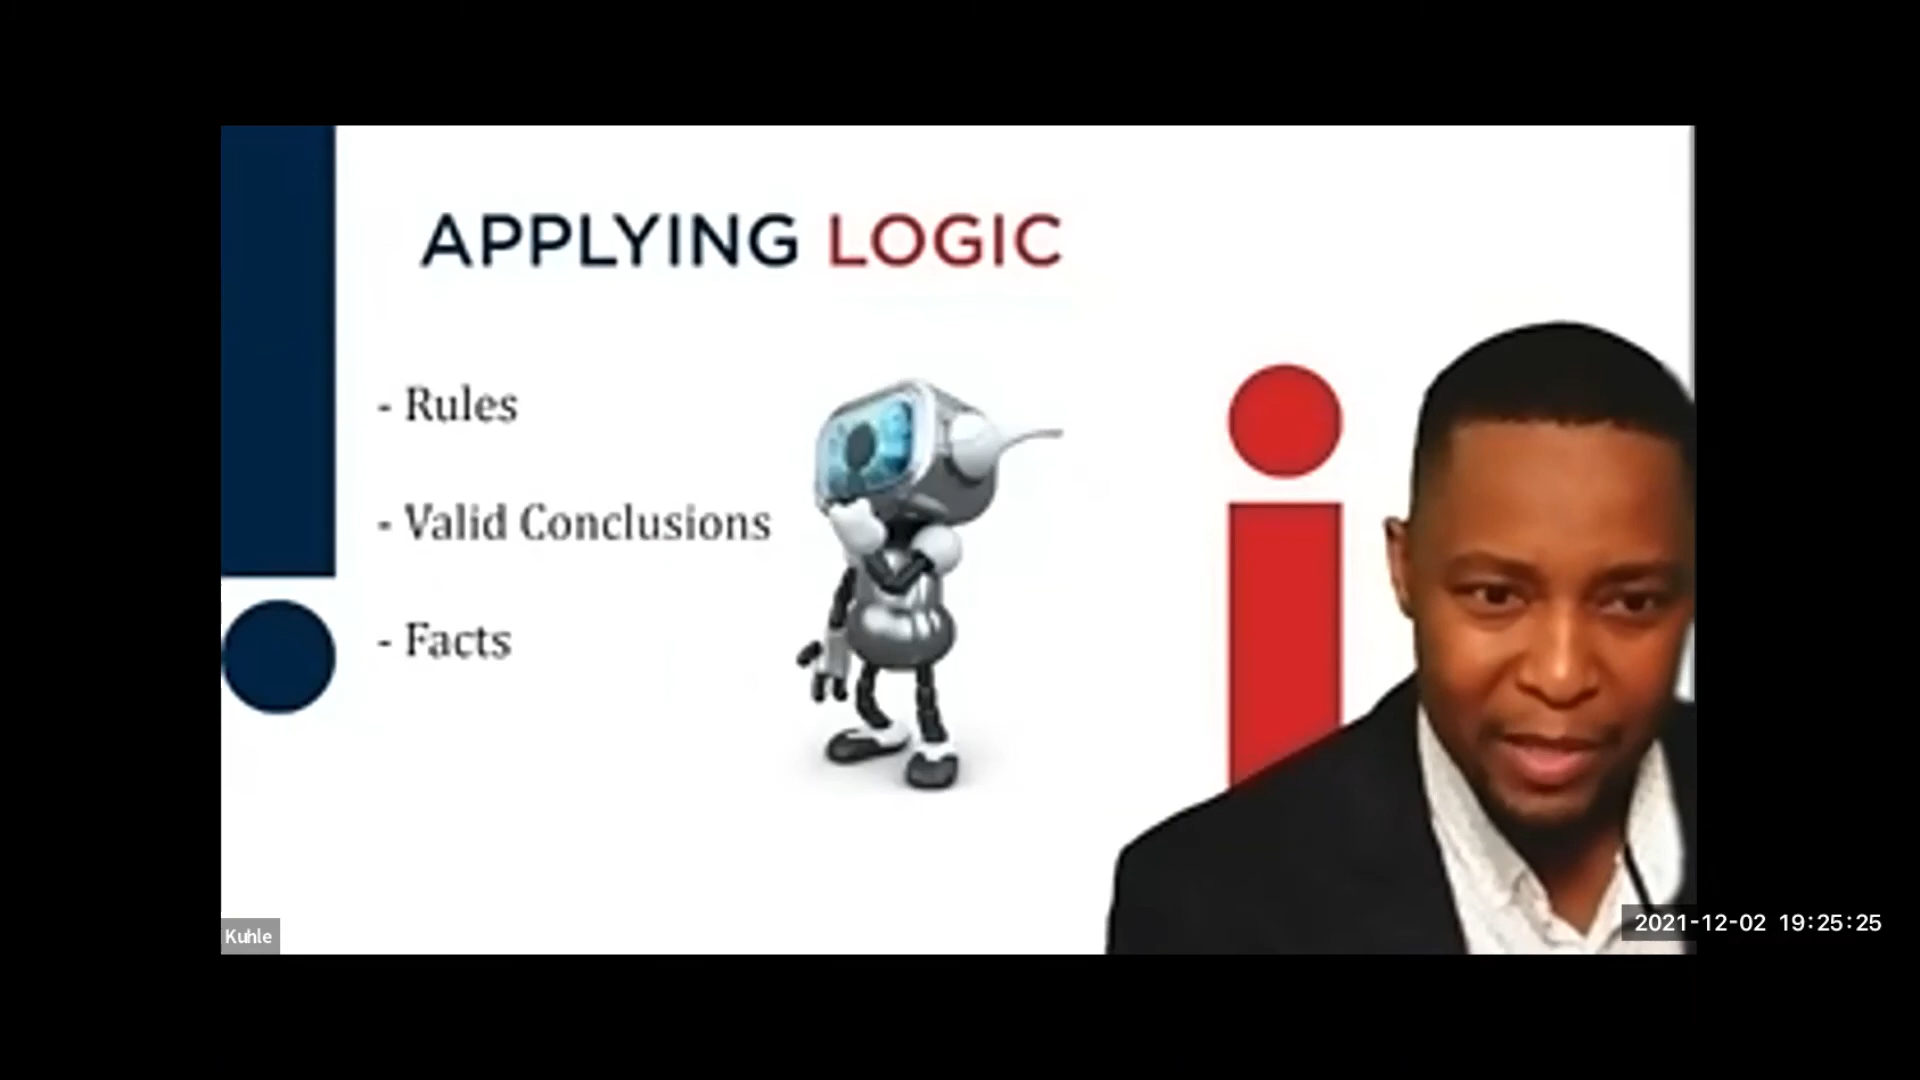 APPLYING LOGIC
- Rules
- Valid Conclusions
- Facts
Kuhle
2021-12-02 19:25:25